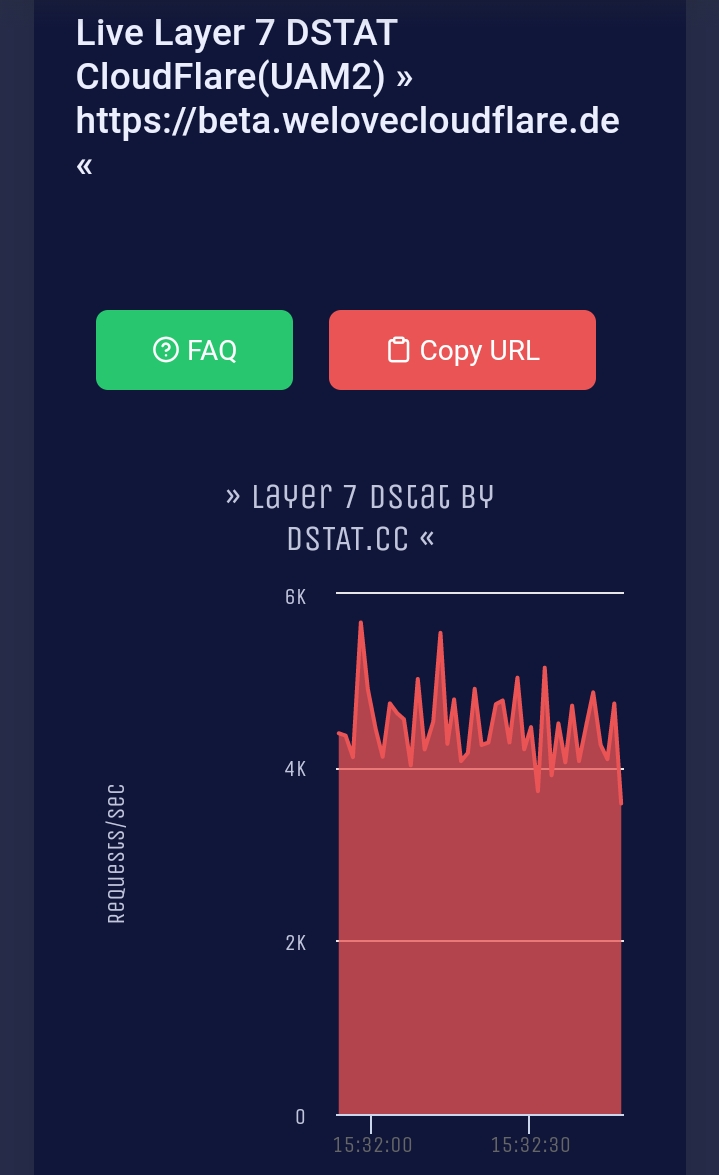 Live Layer 7 DSTAT
CloudFlare(UAM2) »
https://beta.welovecloudflare.de
«
FAQ
Copy URL
» Layer 7 DSTAT BY
DSTAT.CC «
6K
4K
Requests/sec
2K
0
15:32:00
15:32:30